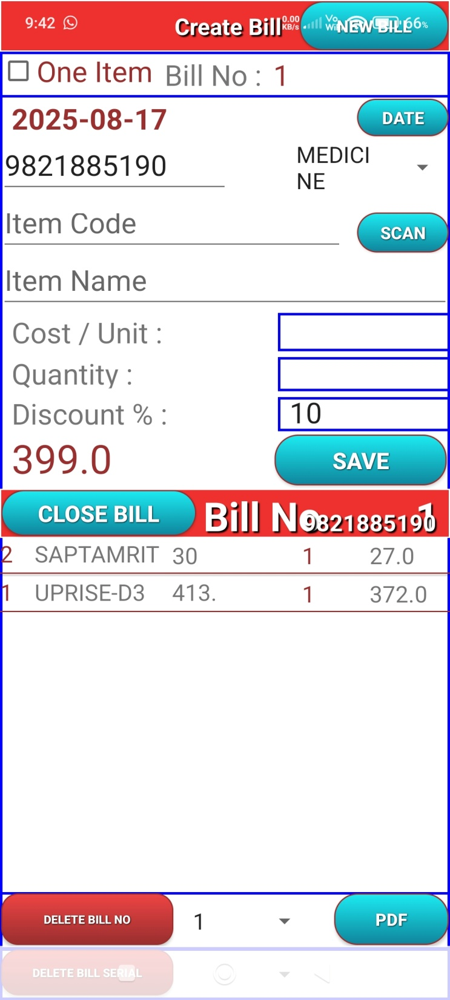 9:42 Create Bill 0.00 KB/s Vo NEW BILL 66%
One Item Bill No : 1
2025-08-17 DATE
9821885190 MEDICI
NE
Item Code SCAN
Item Name
Cost / Unit :
Quantity :
Discount % : 10
399.0 SAVE
CLOSE BILL Bill No 1
9821885190
2 SAPTAMRIT 30 1 27.0
1 UPRISE-D3 413. 1 372.0
DELETE BILL NO 1 PDF
DELETE BILL SERIAL